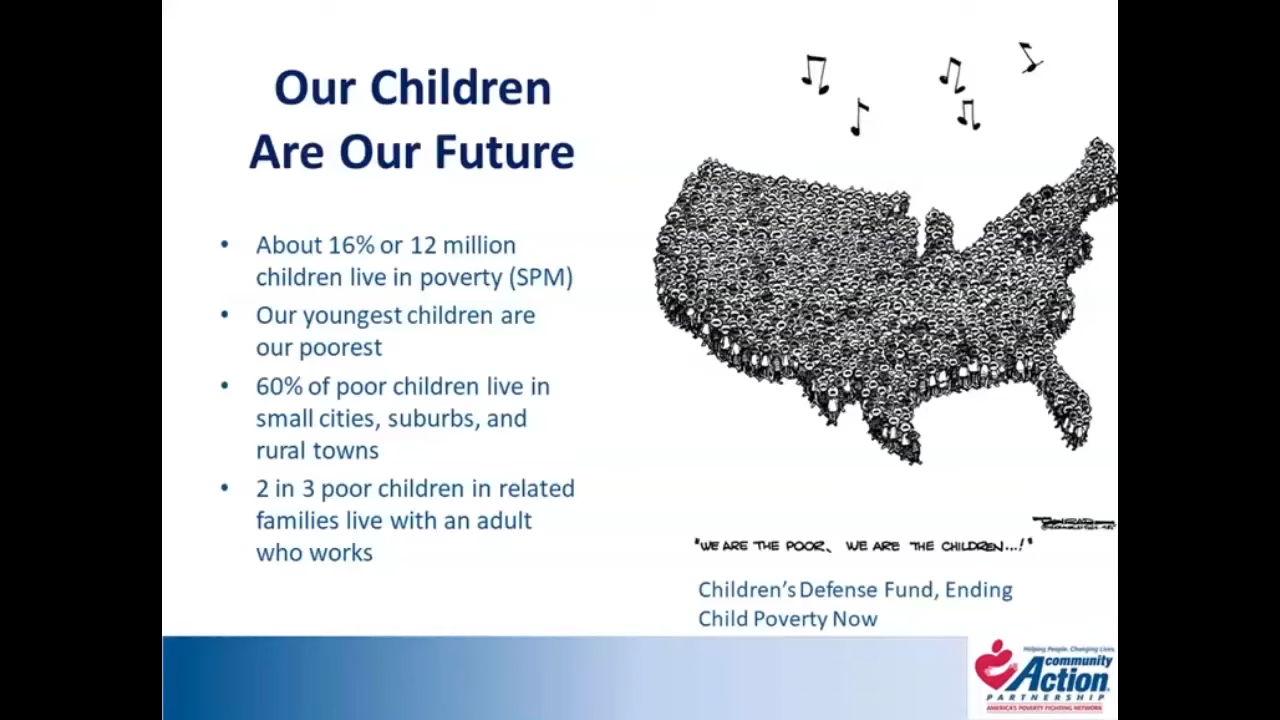 Our Children
Are Our Future
• About 16% or 12 million
children live in poverty (SPM)
• Our youngest children are
our poorest
• 60% of poor children live in
small cities, suburbs, and
rural towns
• 2 in 3 poor children in related
families live with an adult
who works
"WE ARE THE POOR, WE ARE THE CHILDREN...!"
Children's Defense Fund, Ending
Child Poverty Now
Helping People. Changing Lives.
community
Action
PARTNERSHIP
AMERICA'S POVERTY FIGHTING NETWORK